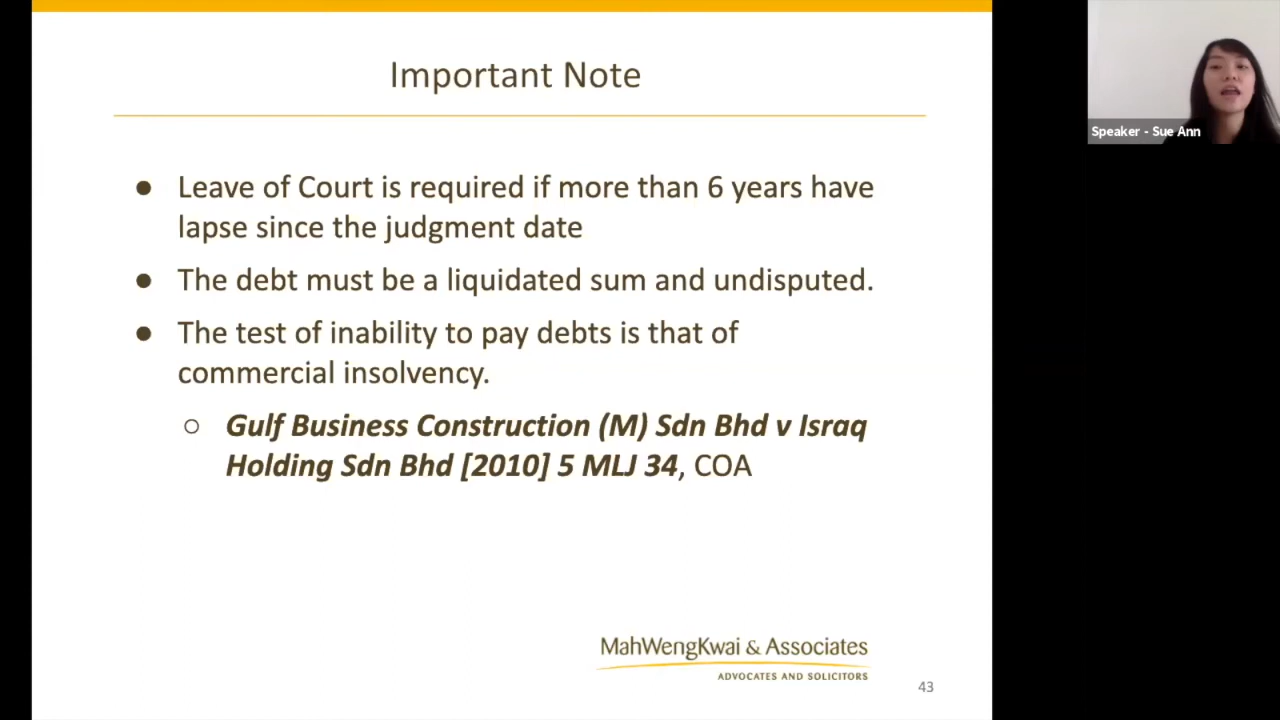 Important Note
● Leave of Court is required if more than 6 years have
lapse since the judgment date
● The debt must be a liquidated sum and undisputed.
● The test of inability to pay debts is that of
commercial insolvency.
○ Gulf Business Construction (M) Sdn Bhd v Israq
Holding Sdn Bhd [2010] 5 MLJ 34, COA
MahWengKwai & Associates
ADVOCATES AND SOLICITORS
43
Speaker - Sue Ann